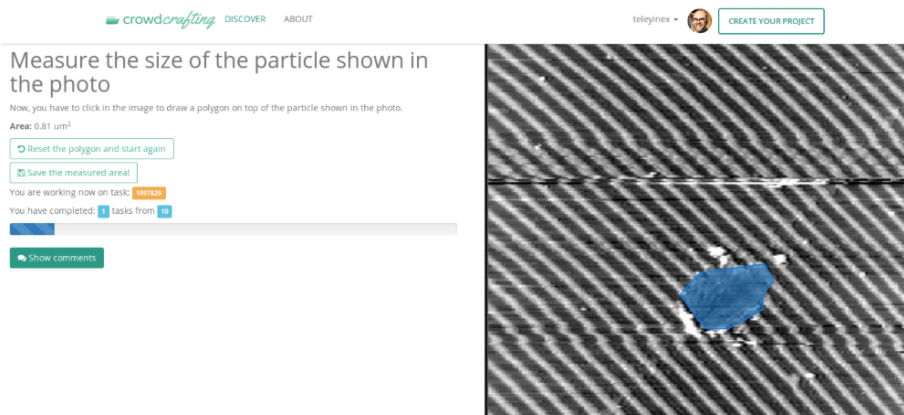 crowdcrafting DISCOVER ABOUT teleyinex CREATE YOUR PROJECT
Measure the size of the particle shown in
the photo
Now, you have to click in the image to draw a polygon on top of the particle shown in the photo.
Area: 0.81 um²
Reset the polygon and start again
Save the measured area!
You are working now on task: 1097829
You have completed: 1 tasks from 10
Show comments